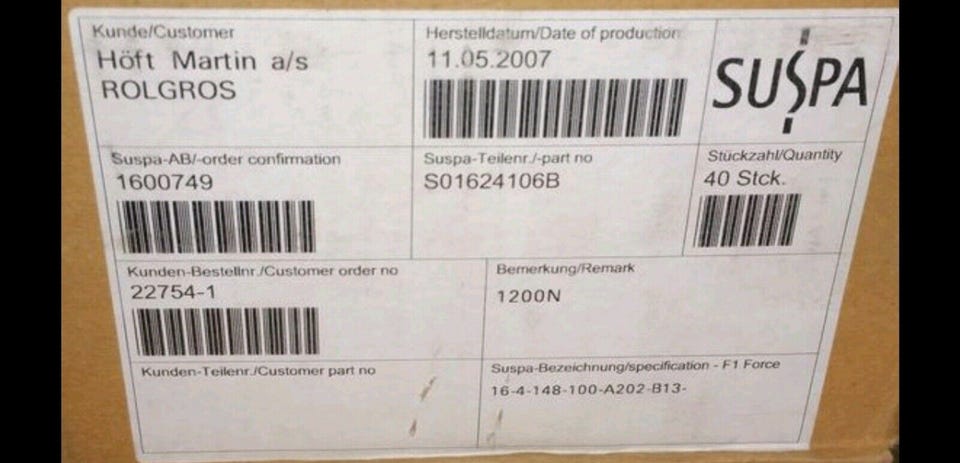 Kunde/Customer
Höft Martin a/s
ROLGROS
Herstelldatum/Date of production
11.05.2007
SUSPA
Suspa-AB/-order confirmation
1600749
Suspa-Teilenr./-part no
S01624106B
Stückzahl/Quantity
40 Stck.
Kunden-Bestellnr./Customer order no
22754-1
Bemerkung/Remark
1200N
Kunden-Teilenr./Customer part no
Suspa-Bezeichnung/specification - F1 Force
16-4-148-100-A202-B13-